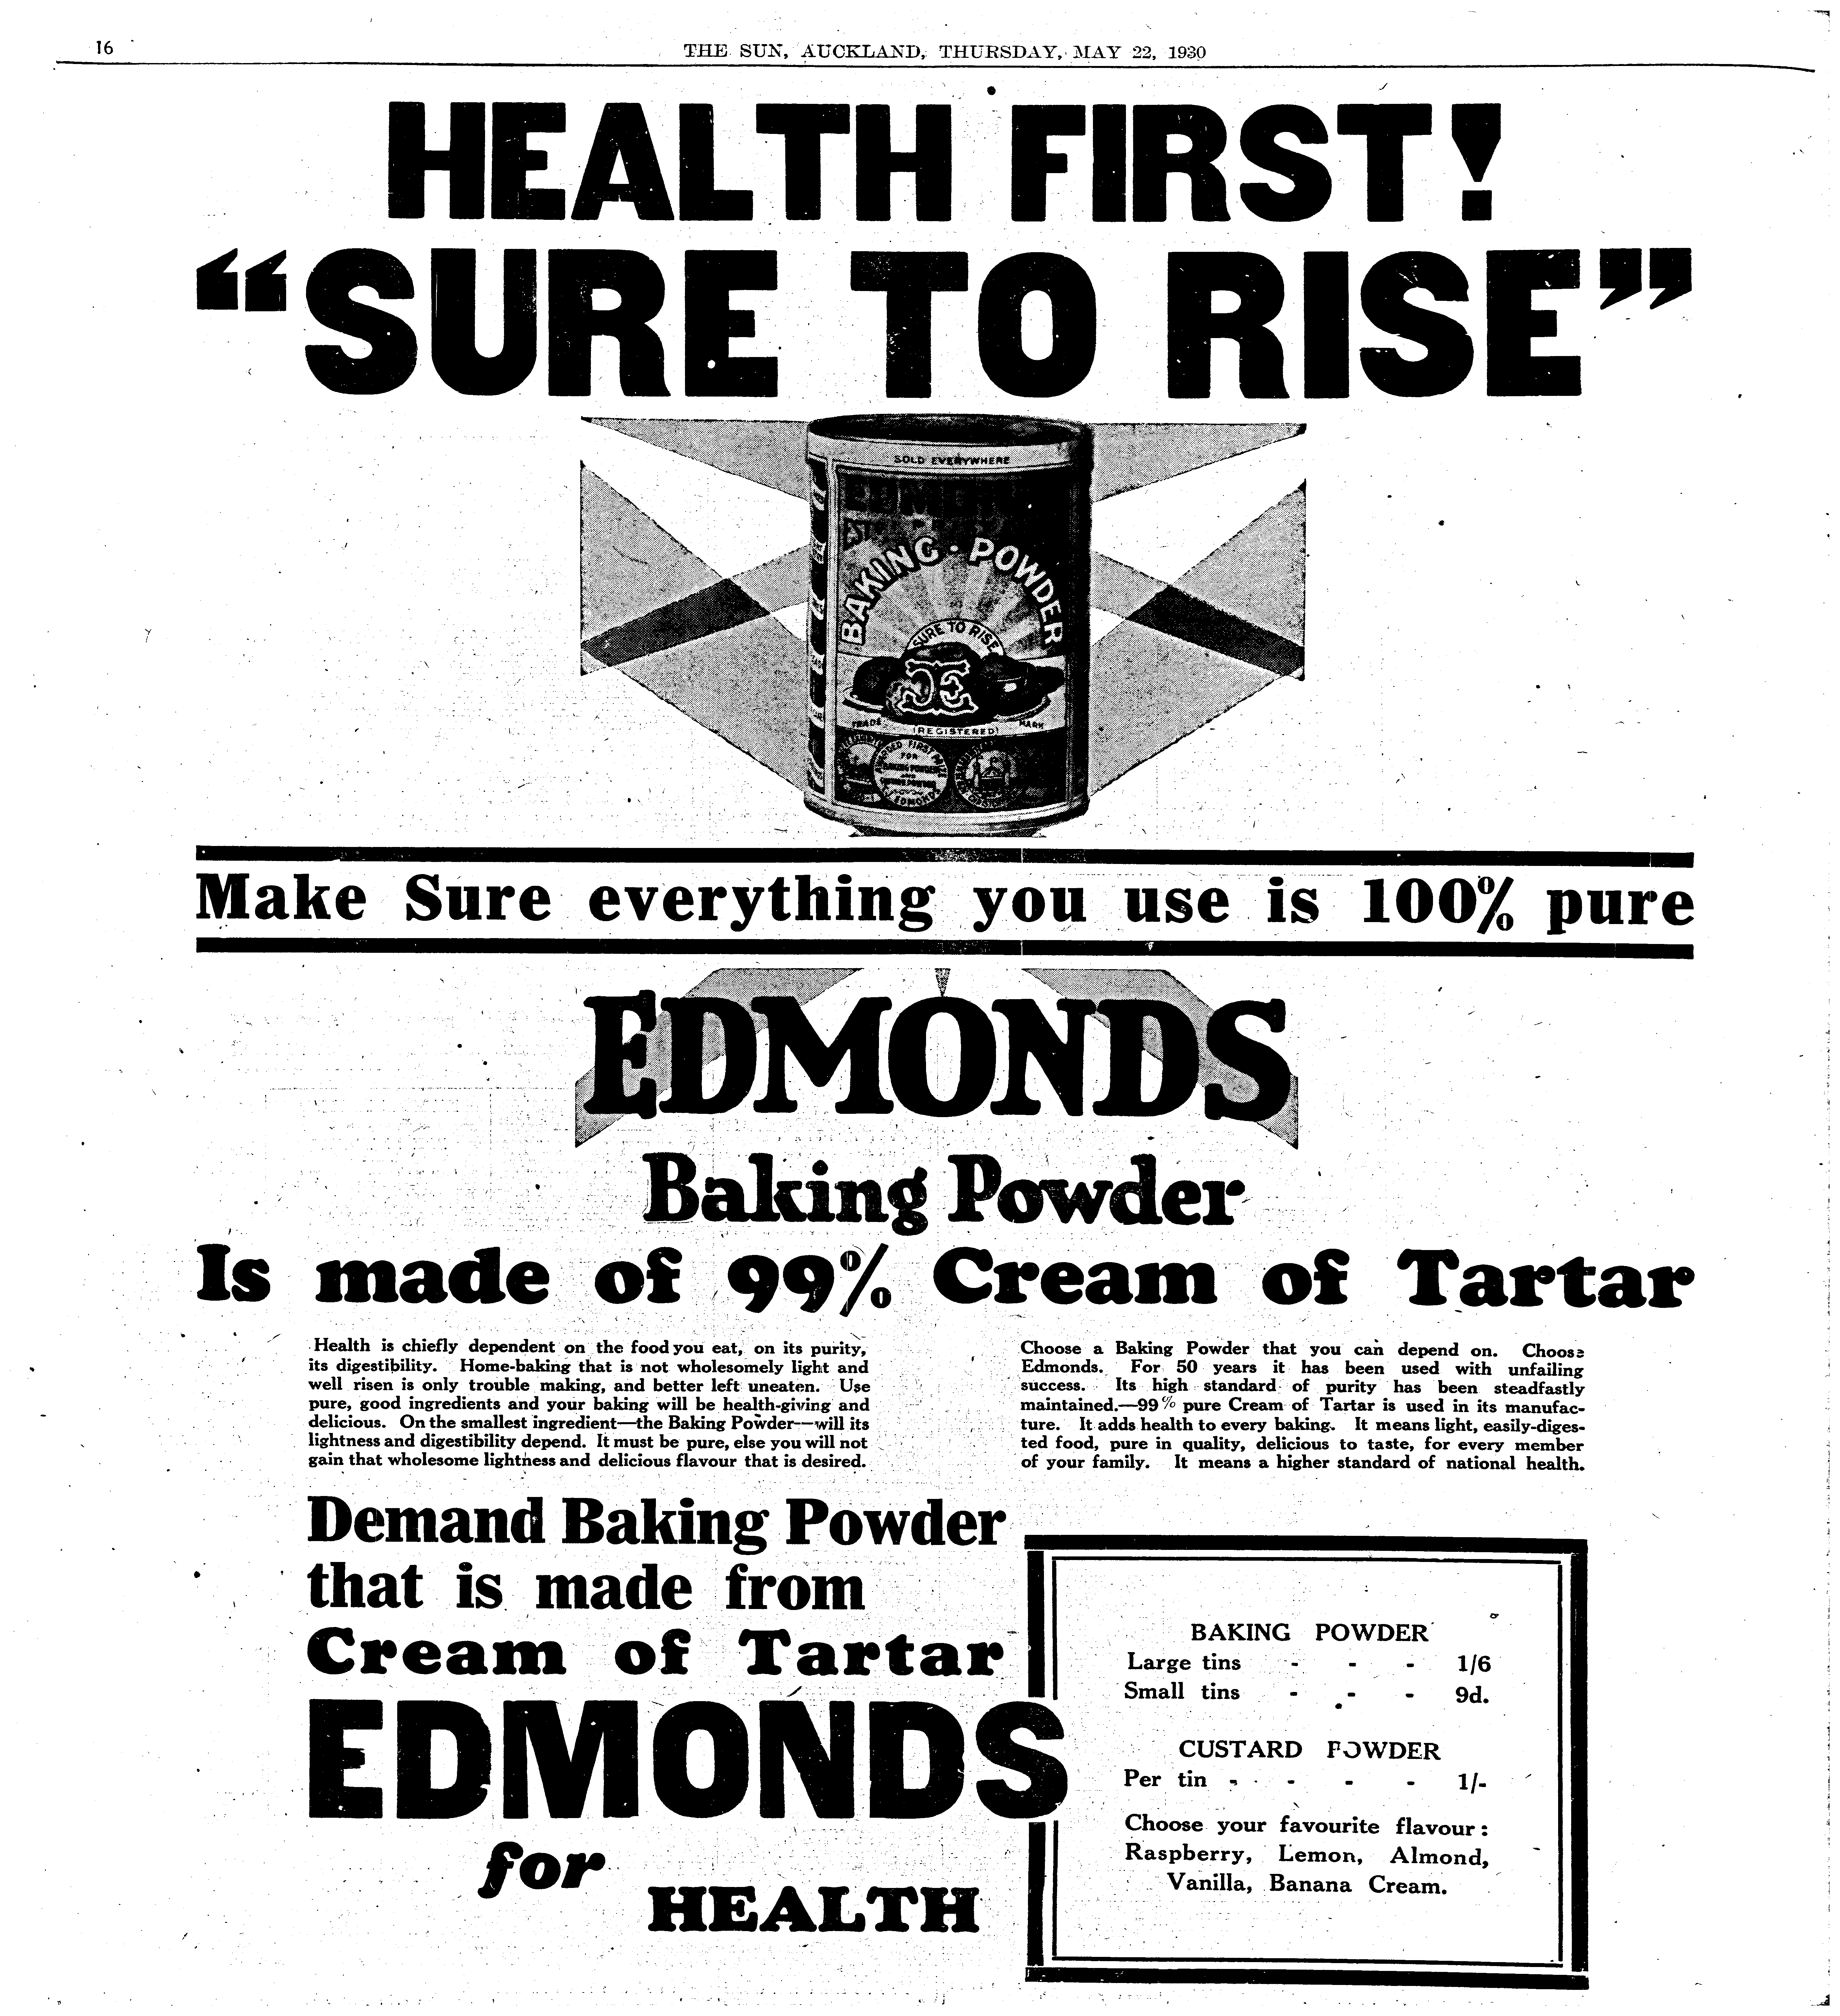 16
THE SUN, AUCKLAND, THURSDAY, MAY 22, 1930
HEALTH FIRST!
“SURE TO RISE”
SOLD EVERYWHERE
BAKING · POWDER
SURE TO RISE
E
TRADE MARK
(REGISTERED)
FIRST
FOR
BAKING POWDER
EDMONDS
Make Sure everything you use is 100% pure
EDMONDS
Baking Powder
Is made of 99% Cream of Tartar
Health is chiefly dependent on the food you eat, on its purity,
its digestibility. Home-baking that is not wholesomely light and
well risen is only trouble making, and better left uneaten. Use
pure, good ingredients and your baking will be health-giving and
delicious. On the smallest ingredient—the Baking Powder—will its
lightness and digestibility depend. It must be pure, else you will not
gain that wholesome lightness and delicious flavour that is desired.
Choose a Baking Powder that you can depend on. Choose
Edmonds. For 50 years it has been used with unfailing
success. Its high standard of purity has been steadfastly
maintained.—99% pure Cream of Tartar is used in its manufac-
ture. It adds health to every baking. It means light, easily-diges-
ted food, pure in quality, delicious to taste, for every member
of your family. It means a higher standard of national health.
Demand Baking Powder
that is made from
Cream of Tartar
EDMONDS
for
HEALTH
BAKING POWDER
Large tins - - - 1/6
Small tins - - - 9d.
CUSTARD POWDER
Per tin - - - - 1/-
Choose your favourite flavour:
Raspberry, Lemon, Almond,
Vanilla, Banana Cream.